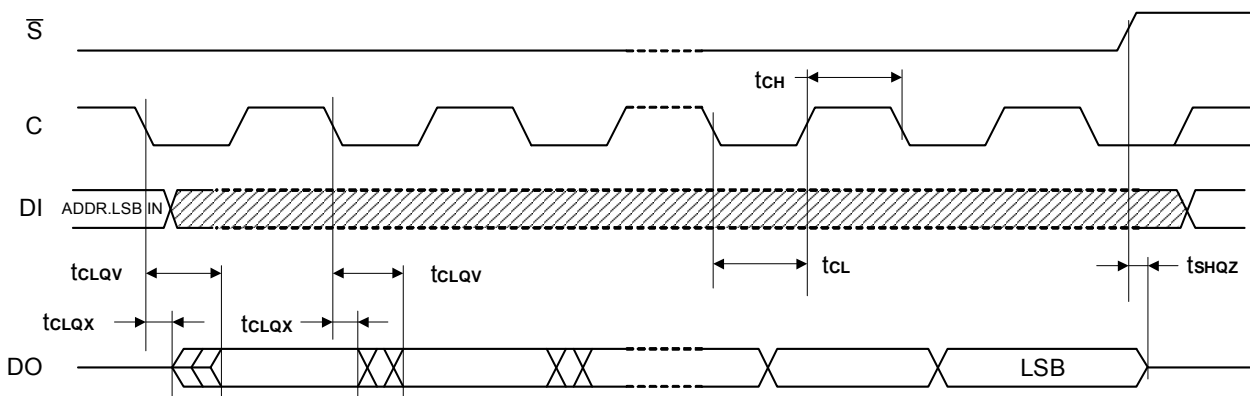 S̅
tCH
C
DI ADDR.LSB IN
tCLQV tCLQV tCL tSHQZ
tCLQX tCLQX
DO LSB